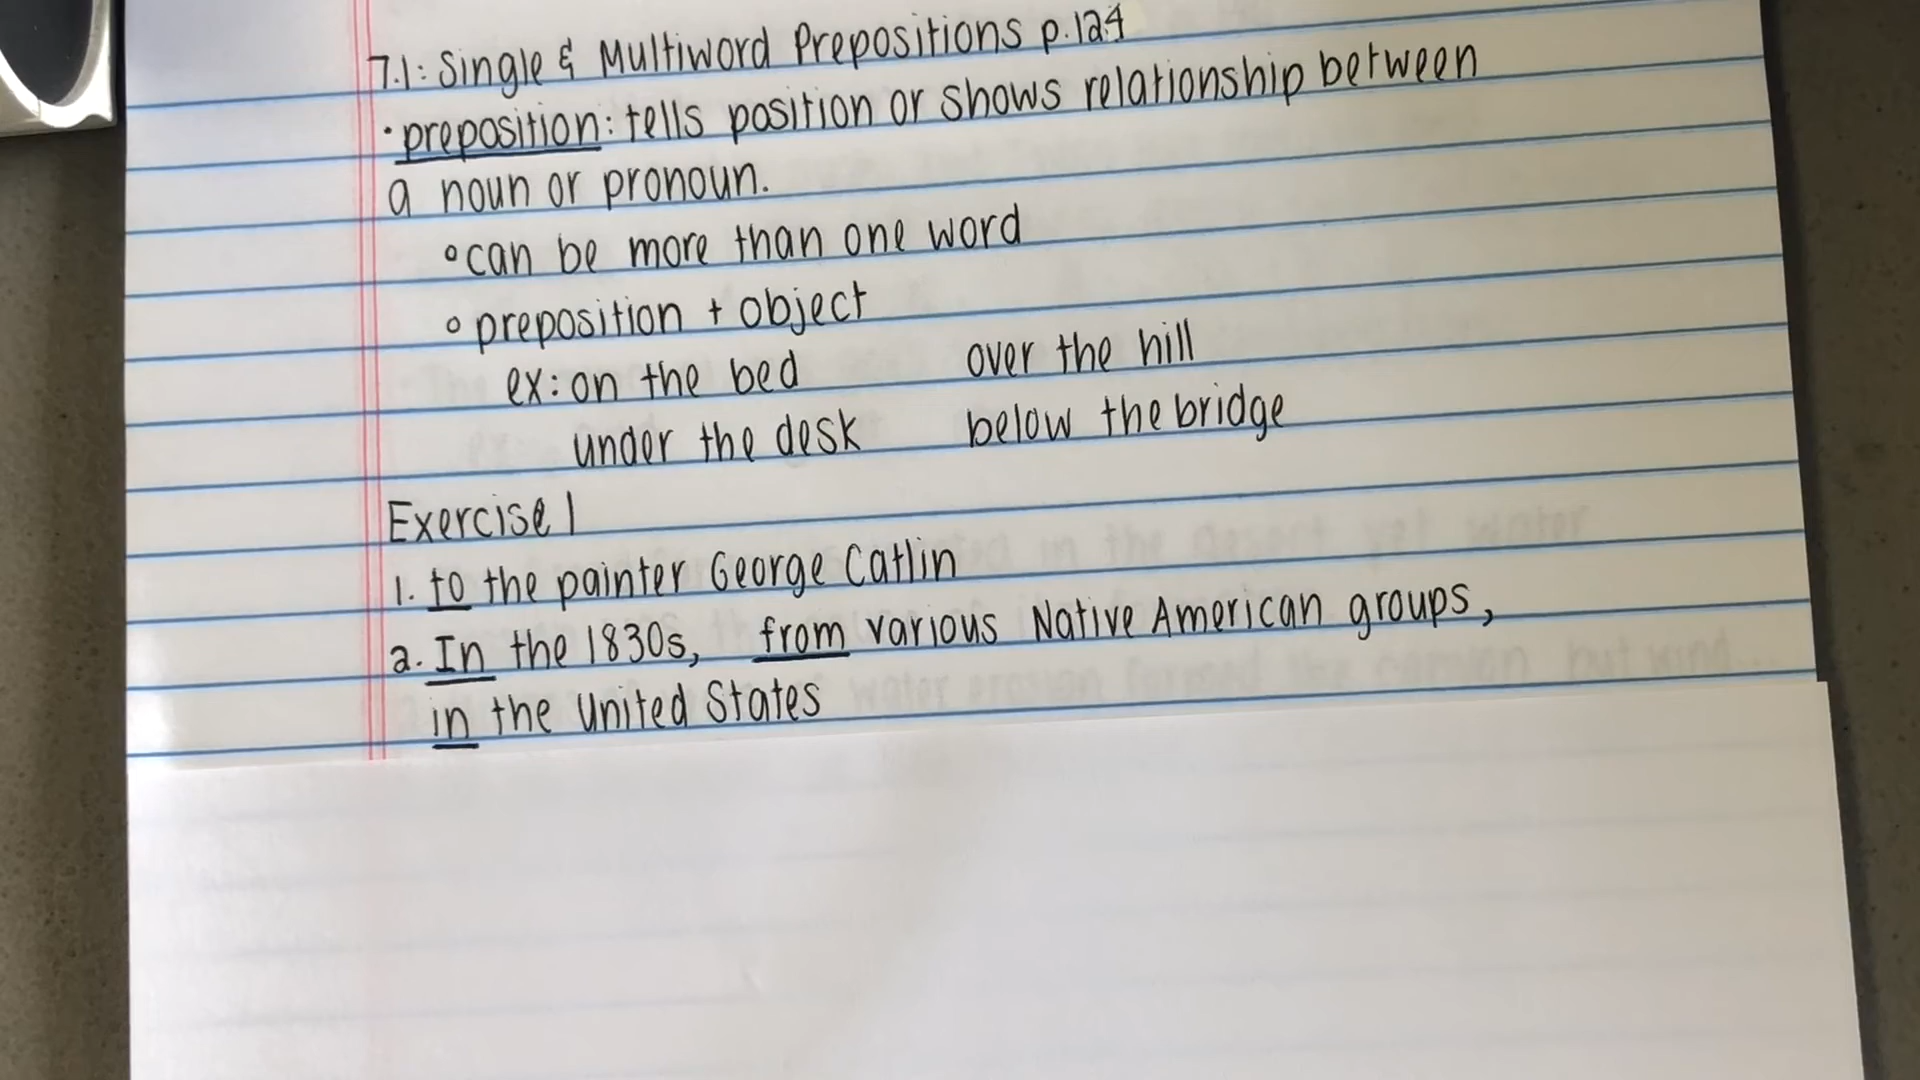 7.1: Single & Multiword Prepositions p.124
· preposition: tells position or shows relationship between
a noun or pronoun.
◦ can be more than one word
◦ preposition + object
ex: on the bed over the hill
under the desk below the bridge
Exercise 1
1. to the painter George Catlin
2. In the 1830s, from various Native American groups,
in the United States